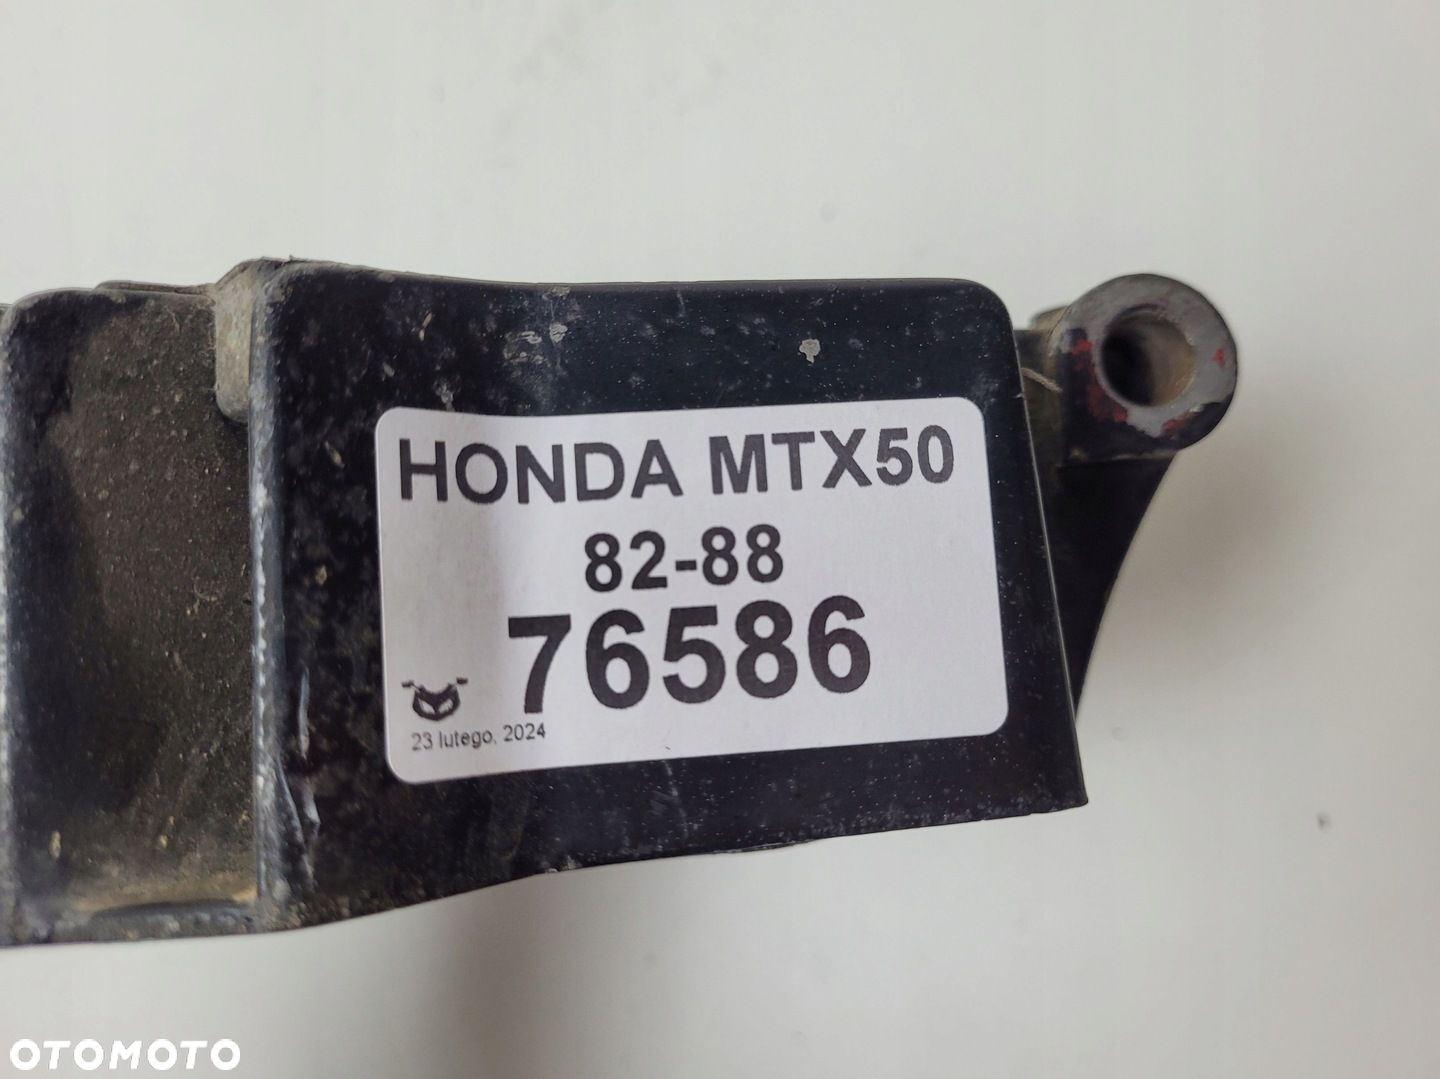 HONDA MTX50
82-88
76586
23 lutego, 2024
OTOMOTO